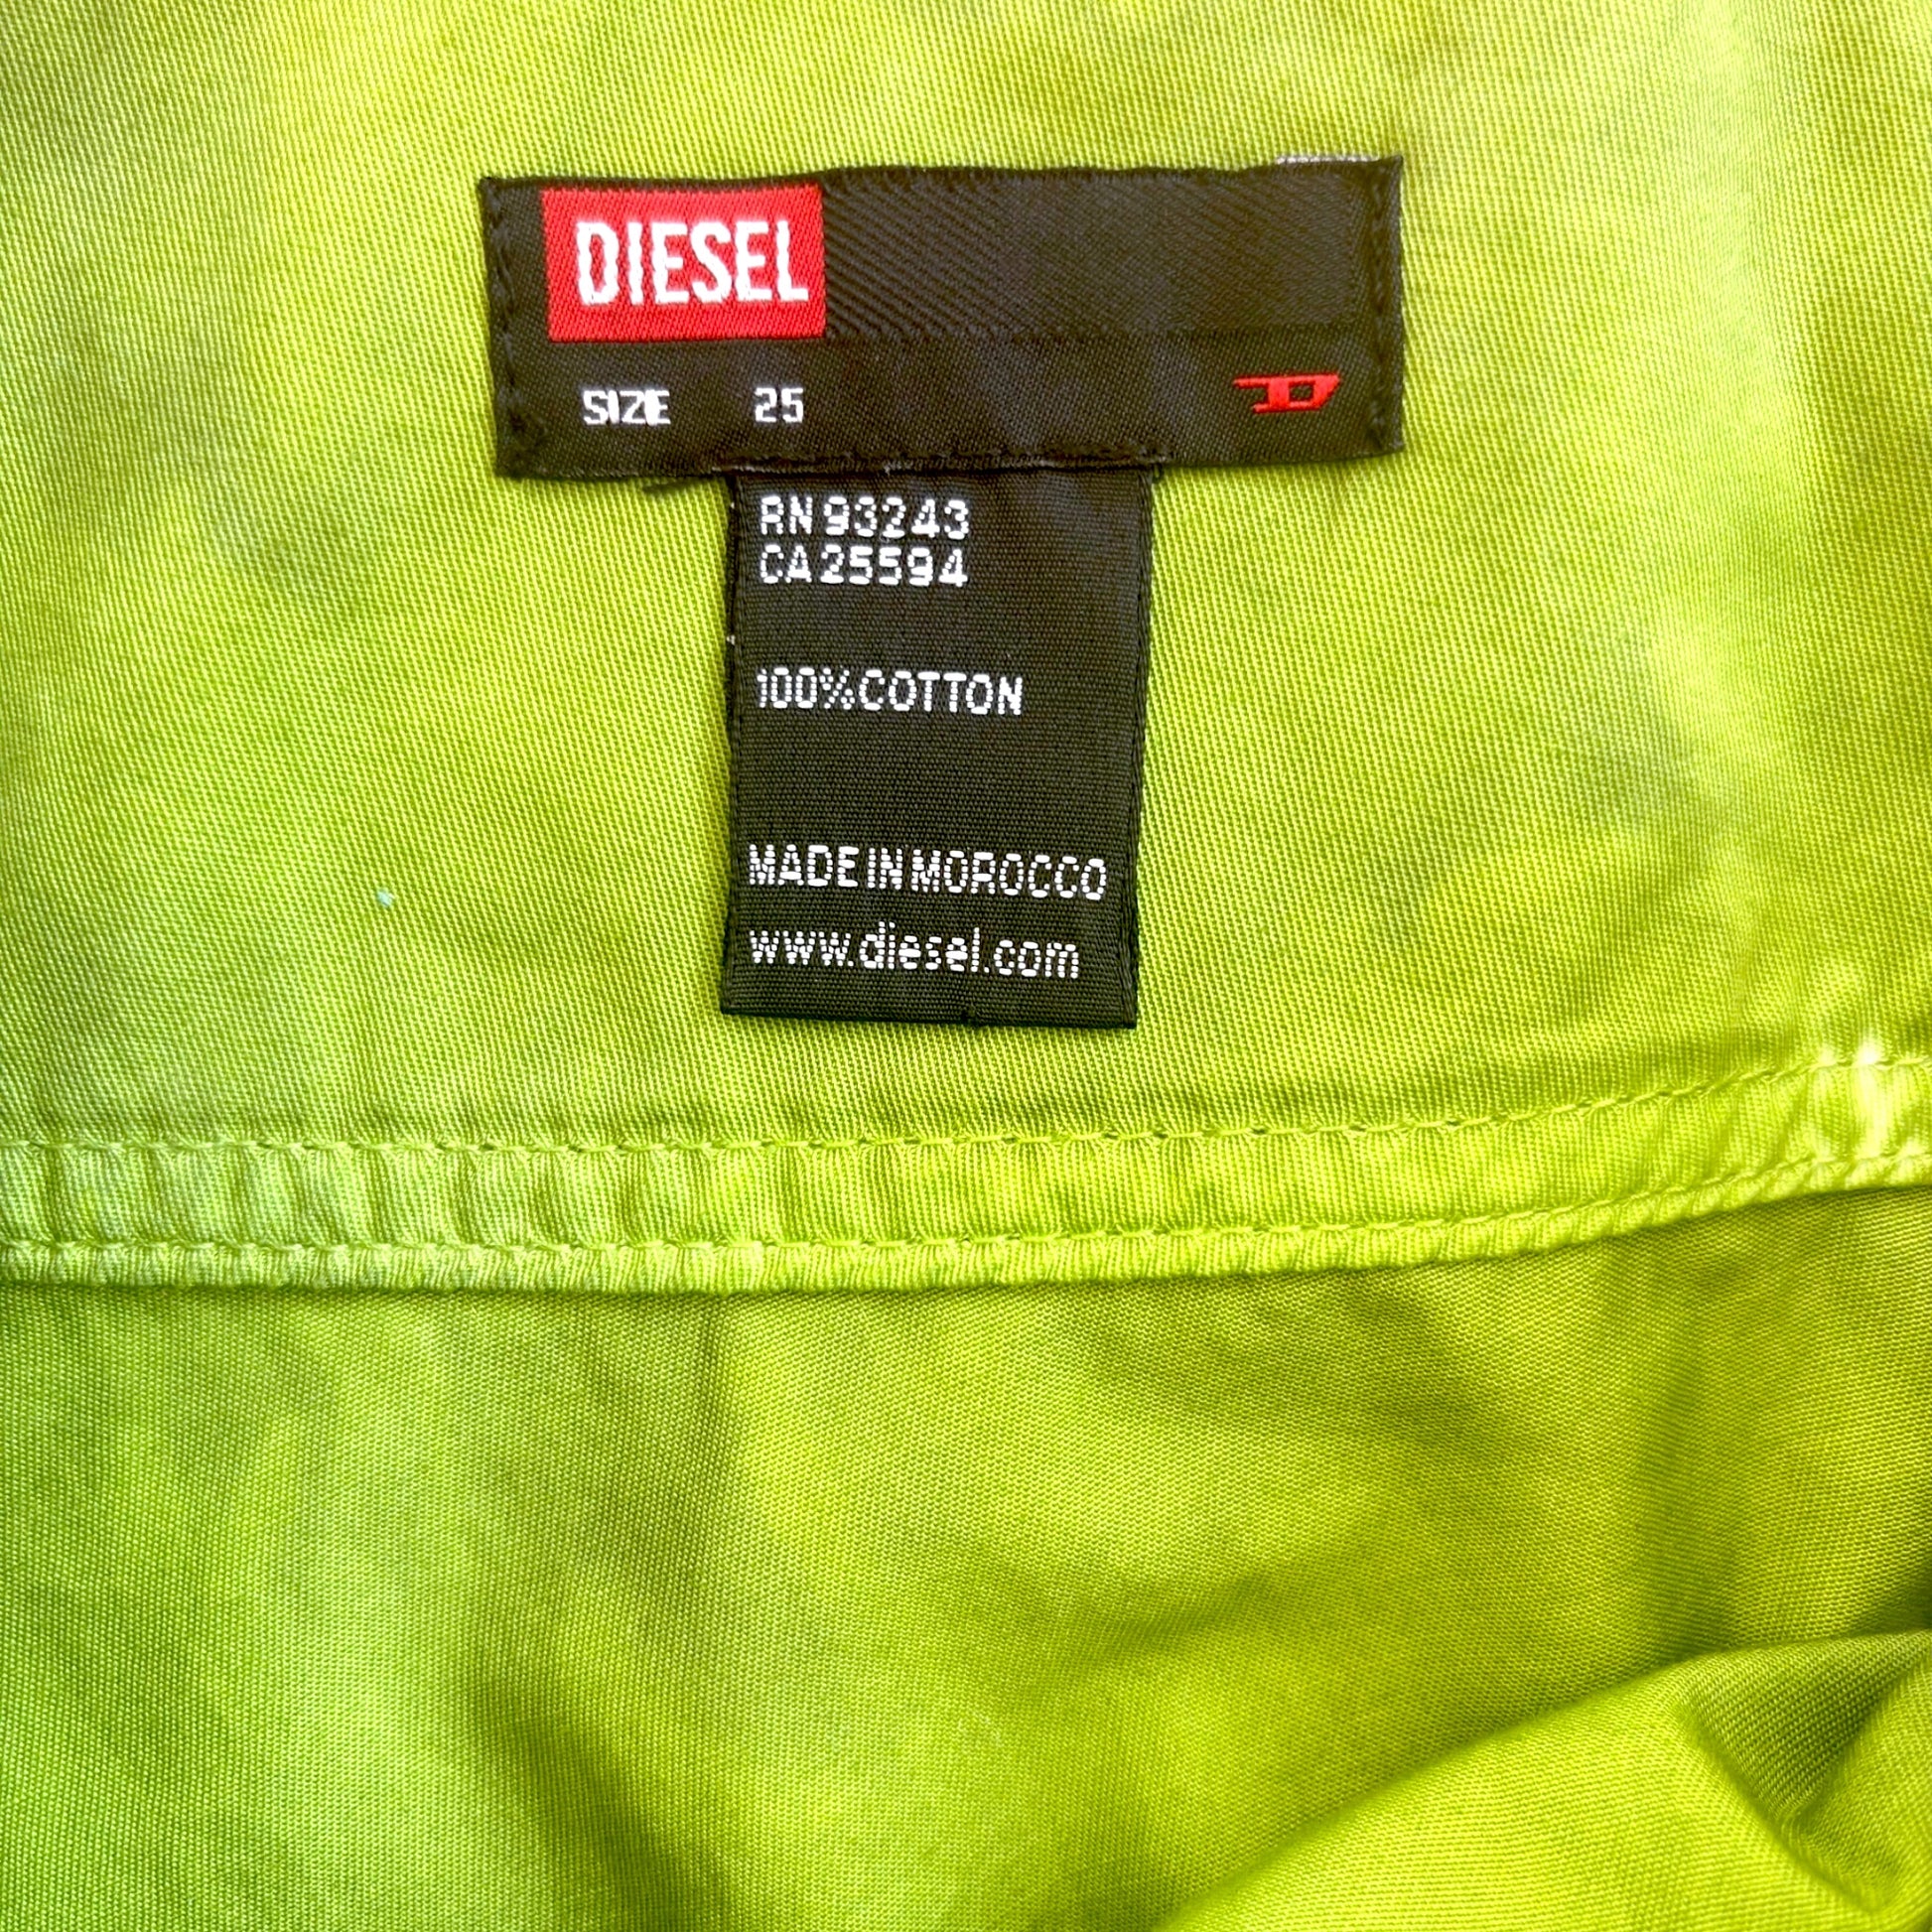 DIESEL
SIZE 25
RN 93243
CA 25594
100% COTTON
MADE IN MOROCCO
www.diesel.com